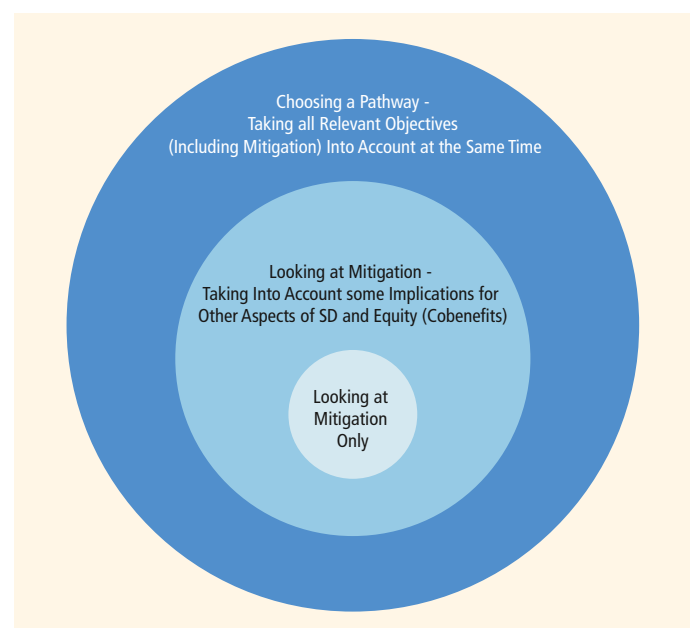 Choosing a Pathway -
Taking all Relevant Objectives
(Including Mitigation) Into Account at the Same Time
Looking at Mitigation -
Taking Into Account some Implications for
Other Aspects of SD and Equity (Cobenefits)
Looking at
Mitigation
Only